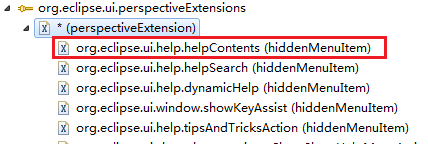 org.eclipse.ui.perspectiveExtensions
* (perspectiveExtension)
org.eclipse.ui.help.helpContents (hiddenMenuItem)
org.eclipse.ui.help.helpSearch (hiddenMenuItem)
org.eclipse.ui.help.dynamicHelp (hiddenMenuItem)
org.eclipse.ui.window.showKeyAssist (hiddenMenuItem)
org.eclipse.ui.help.tipsAndTricksAction (hiddenMenuItem)